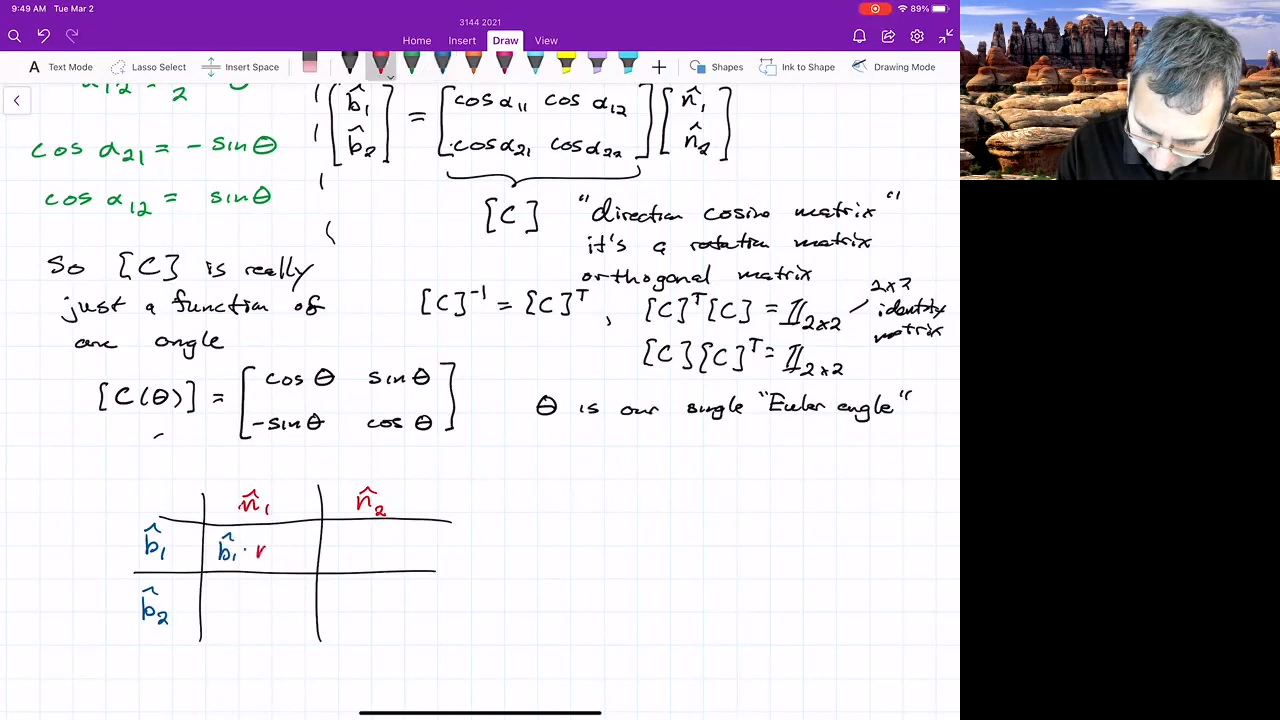 9:49 AM Tue Mar 2
89%
3144 2021
Home Insert Draw View
Text Mode Lasso Select Insert Space Shapes Ink to Shape Drawing Mode
cos α21 = - sin θ
cos α12 = sin θ
[b̂1 b̂2] = [cos α11 cos α12 cos α21 cos α22] [n̂1 n̂2]
[C] "direction cosine matrix"
it's a rotation matrix
orthogonal matrix
So [C] is really
just a function of
one angle
[C]⁻¹ = [C]ᵀ, [C]ᵀ[C] = 𝟙2×2
2×2
identity
matrix
[C][C]ᵀ = 𝟙2×2
[C(θ)] = [cos θ sin θ -sin θ cos θ]
θ is our single "Euler angle"
n̂1 n̂2
b̂1 b̂1 ·
b̂2